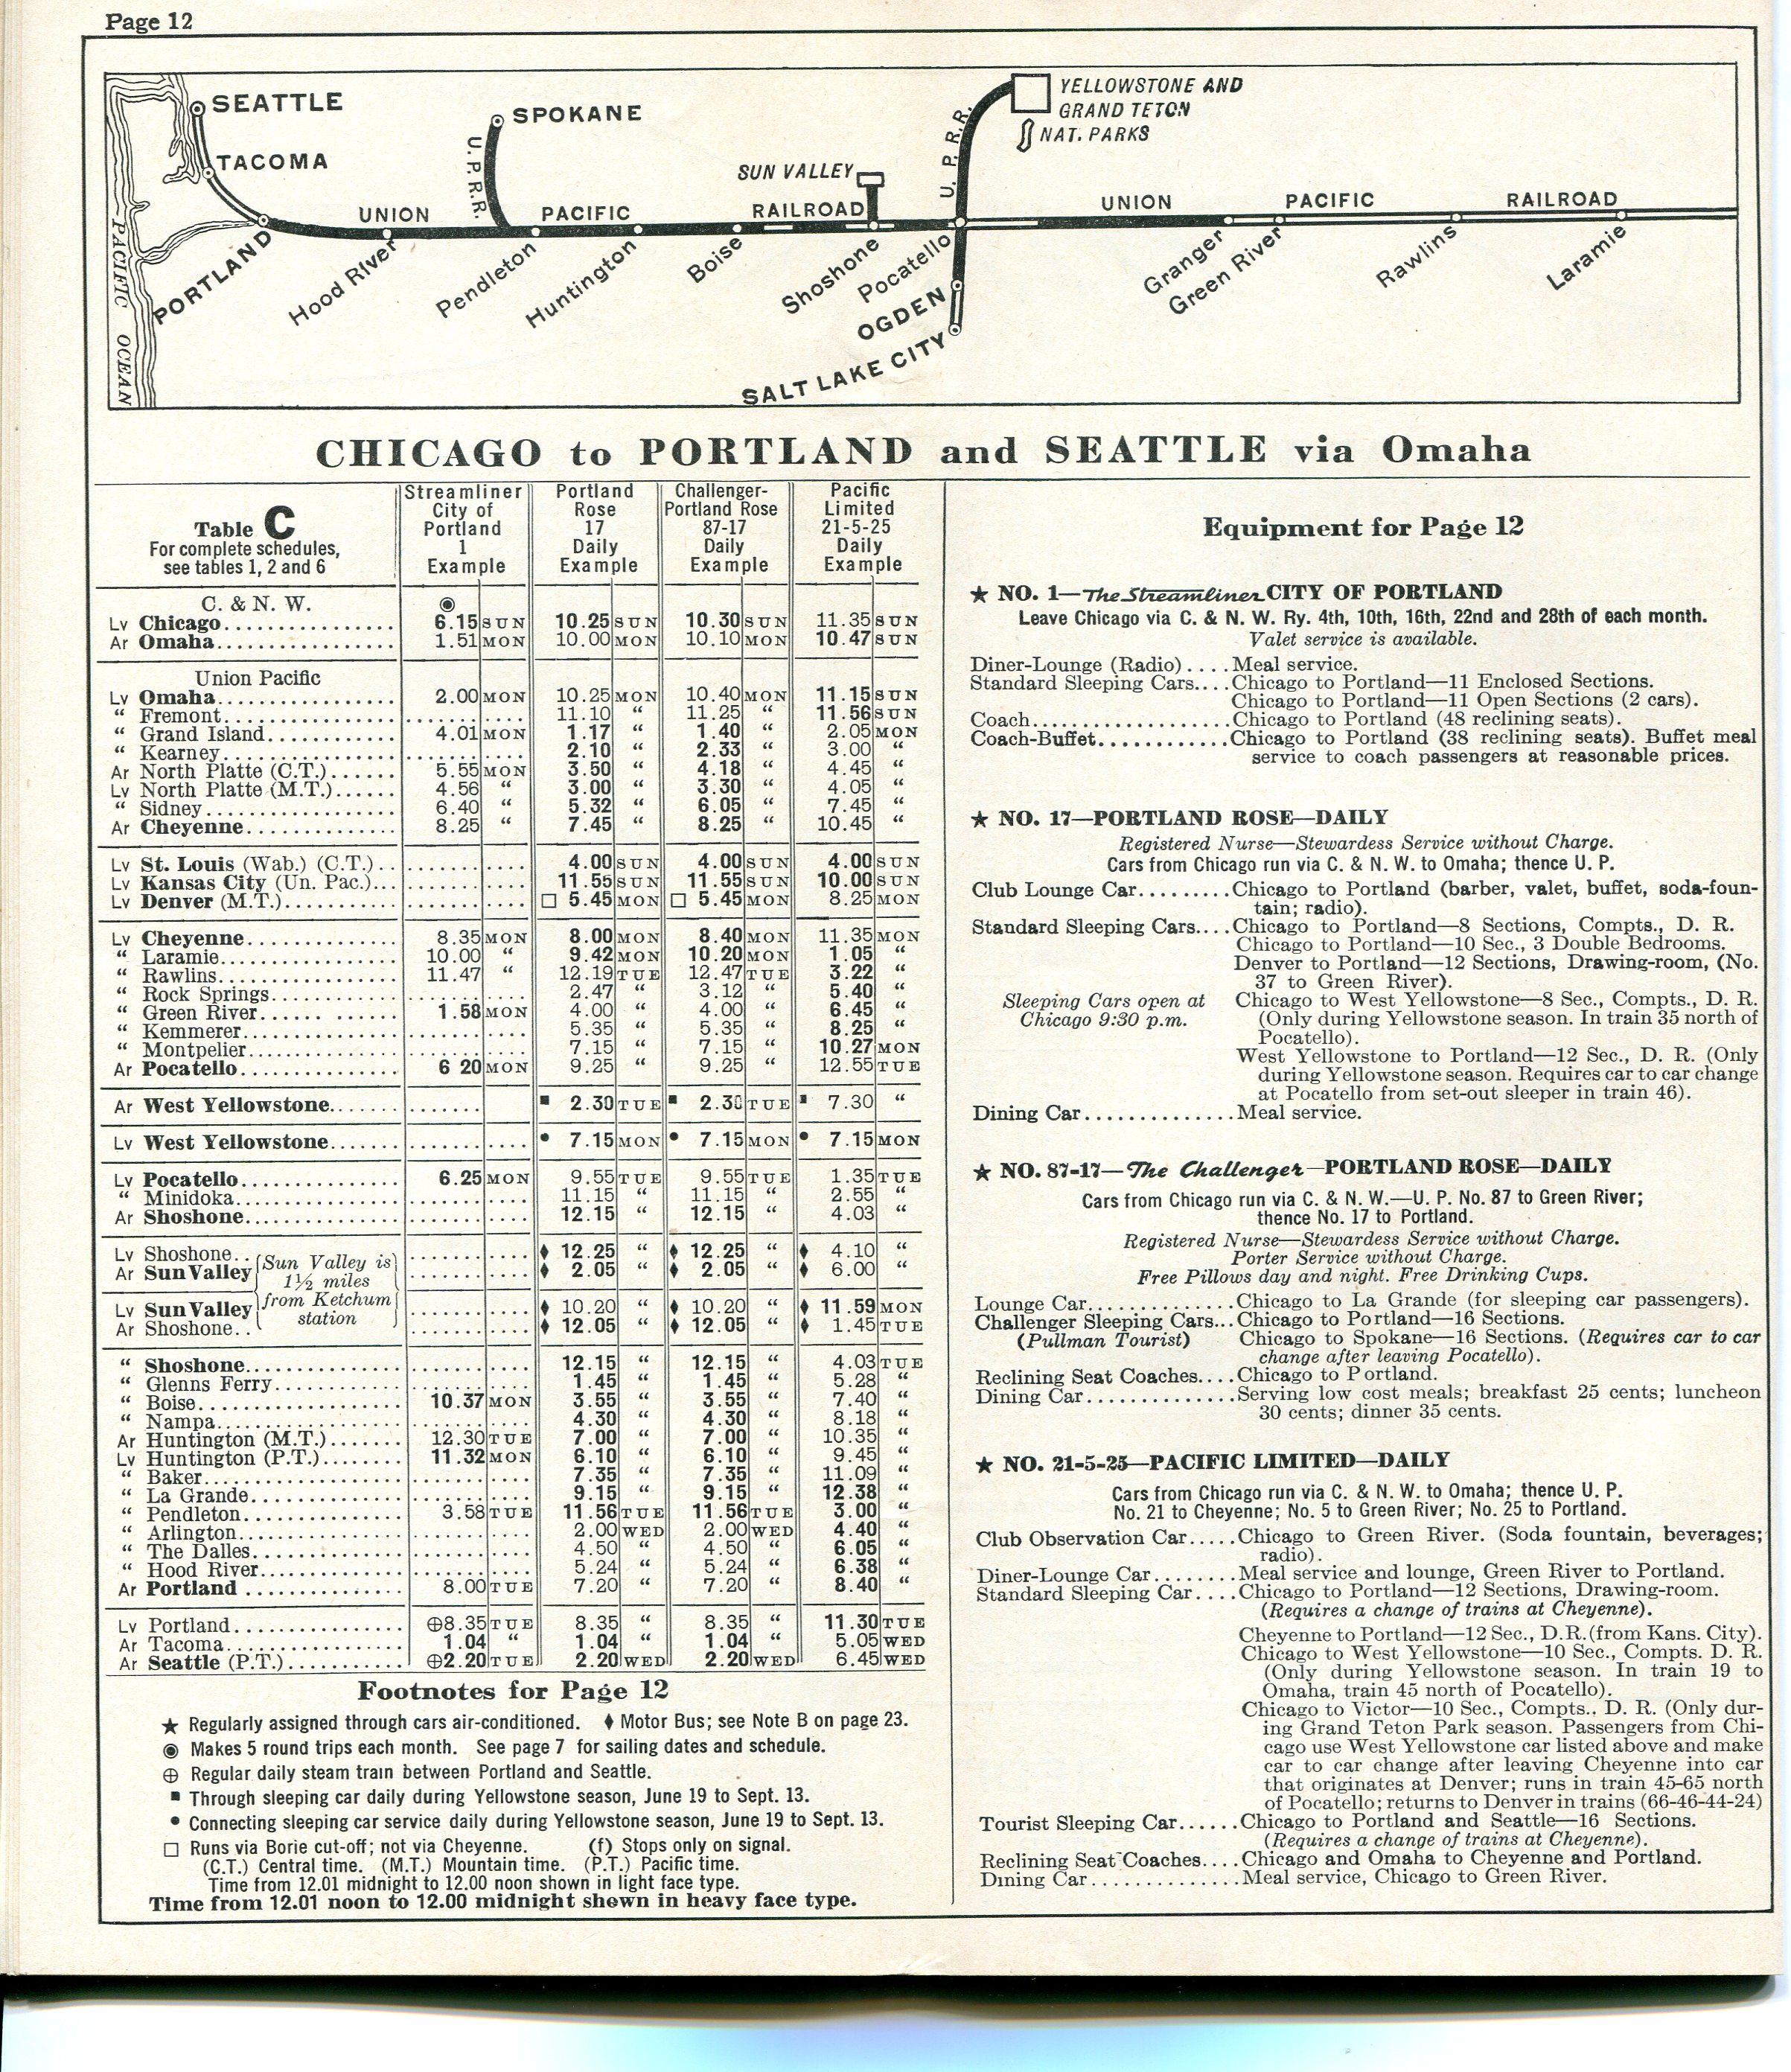 Page 12
SEATTLE
TACOMA
SPOKANE
U. P. R.R.
YELLOWSTONE AND
GRAND TETON
NAT. PARKS
U. P. R.R.
SUN VALLEY
UNION PACIFIC RAILROAD UNION PACIFIC RAILROAD
PACIFIC OCEAN
PORTLAND
Hood River
Pendleton
Huntington
Boise
Shoshone
Pocatello
OGDEN
SALT LAKE CITY
Granger
Green River
Rawlins
Laramie
CHICAGO to PORTLAND and SEATTLE via Omaha
Table C
For complete schedules,
see tables 1, 2 and 6
Streamliner
City of
Portland
1
Example
Portland
Rose
17
Daily
Example
Challenger-
Portland Rose
87-17
Daily
Example
Pacific
Limited
21-5-25
Daily
Example
C. & N. W. ◉
Lv Chicago................ 6.15 SUN 10.25 SUN 10.30 SUN 11.35 SUN
Ar Omaha................ 1.51 MON 10.00 MON 10.10 MON 10.47 SUN
Union Pacific
Lv Omaha................ 2.00 MON 10.25 MON 10.40 MON 11.15 SUN
“ Fremont................ ........ .... 11.10 “ 11.25 “ 11.56 SUN
“ Grand Island............ 4.01 MON 1.17 “ 1.40 “ 2.05 MON
“ Kearney................ ........ .... 2.10 “ 2.33 “ 3.00 “
Ar North Platte (C.T.)...... 5.55 MON 3.50 “ 4.18 “ 4.45 “
Lv North Platte (M.T.)...... 4.56 “ 3.00 “ 3.30 “ 4.05 “
“ Sidney.................. 6.40 “ 5.32 “ 6.05 “ 7.45 “
Ar Cheyenne.............. 8.25 “ 7.45 “ 8.25 “ 10.45 “
Lv St. Louis (Wab.) (C.T.).. ........ .... 4.00 SUN 4.00 SUN 4.00 SUN
Lv Kansas City (Un. Pac.)... ........ .... 11.55 SUN 11.55 SUN 10.00 SUN
Lv Denver (M.T.).......... ........ .... □ 5.45 MON □ 5.45 MON 8.25 MON
Lv Cheyenne.............. 8.35 MON 8.00 MON 8.40 MON 11.35 MON
“ Laramie................ 10.00 “ 9.42 MON 10.20 MON 1.05 “
“ Rawlins................ 11.47 “ 12.19 TUE 12.47 TUE 3.22 “
“ Rock Springs............ ........ .... 2.47 “ 3.12 “ 5.40 “
“ Green River...... ...... 1.58 MON 4.00 “ 4.00 “ 6.45 “
“ Kemmerer.............. ........ .... 5.35 “ 5.35 “ 8.25 “
“ Montpelier.............. ........ .... 7.15 “ 7.15 “ 10.27 MON
Ar Pocatello.............. 6 20 MON 9.25 “ 9.25 “ 12.55 TUE
Ar West Yellowstone....... ....... ■ 2.30 TUE ■ 2.30 TUE ■ 7.30 “
Lv West Yellowstone....... ....... .... ● 7.15 MON ● 7.15 MON ● 7.15 MON
Lv Pocatello.............. 6.25 MON 9.55 TUE 9.55 TUE 1.35 TUE
“ Minidoka............... ........ .... 11.15 “ 11.15 “ 2.55 “
Ar Shoshone.............. ........ .... 12.15 “ 12.15 “ 4.03 “
Lv Shoshone.. ........ .... ♦ 12.25 “ ♦ 12.25 “ ♦ 4.10 “
Ar Sun Valley ........ .... ♦ 2.05 “ ♦ 2.05 “ ♦ 6.00 “
Sun Valley is
1½ miles
from Ketchum
station
Lv Sun Valley ........ .... ♦ 10.20 “ ♦ 10.20 “ ♦ 11.59 MON
Ar Shoshone.. ........ .... ♦ 12.05 “ ♦ 12.05 “ ♦ 1.45 TUE
“ Shoshone.............. ........ .... 12.15 “ 12.15 “ 4.03 TUE
“ Glenns Ferry............ ........ .... 1.45 “ 1.45 “ 5.28 “
“ Boise.................. 10.37 MON 3.55 “ 3.55 “ 7.40 “
“ Nampa................. ........ .... 4.30 “ 4.30 “ 8.18 “
Ar Huntington (M.T.)....... 12.30 TUE 7.00 “ 7.00 “ 10.35 “
Lv Huntington (P.T.)........ 11.32 MON 6.10 “ 6.10 “ 9.45 “
“ Baker.................. ........ .... 7.35 “ 7.35 “ 11.09 “
“ La Grande.............. ........ .... 9.15 “ 9.15 “ 12.38 “
“ Pendleton.............. 3.58 TUE 11.56 TUE 11.56 TUE 3.00 “
“ Arlington............... ........ .... 2.00 WED 2.00 WED 4.40 “
“ The Dalles.............. ........ .... 4.50 “ 4.50 “ 6.05 “
“ Hood River.............. ........ .... 5.24 “ 5.24 “ 6.38 “
Ar Portland .............. 8.00 TUE 7.20 “ 7.20 “ 8.40 “
Lv Portland............... ⊕8.35 TUE 8.35 “ 8.35 “ 11.30 TUE
Ar Tacoma................ 1.04 “ 1.04 “ 1.04 “ 5.05 WED
Ar Seattle (P.T.)........... ⊕2.20 TUE 2.20 WED 2.20 WED 6.45 WED
Footnotes for Page 12
★ Regularly assigned through cars air-conditioned. ♦ Motor Bus; see Note B on page 23.
◉ Makes 5 round trips each month. See page 7 for sailing dates and schedule.
⊕ Regular daily steam train between Portland and Seattle.
■ Through sleeping car daily during Yellowstone season, June 19 to Sept. 13.
● Connecting sleeping car service daily during Yellowstone season, June 19 to Sept. 13.
□ Runs via Borie cut-off; not via Cheyenne. (f) Stops only on signal.
(C.T.) Central time. (M.T.) Mountain time. (P.T.) Pacific time.
Time from 12.01 midnight to 12.00 noon shown in light face type.
Time from 12.01 noon to 12.00 midnight shown in heavy face type.
Equipment for Page 12
★ NO. 1—The Streamliner CITY OF PORTLAND
Leave Chicago via C. & N. W. Ry. 4th, 10th, 16th, 22nd and 28th of each month.
Valet service is available.
Diner-Lounge (Radio) .... Meal service.
Standard Sleeping Cars.... Chicago to Portland—11 Enclosed Sections.
Chicago to Portland—11 Open Sections (2 cars).
Coach.................. Chicago to Portland (48 reclining seats).
Coach-Buffet............ Chicago to Portland (38 reclining seats). Buffet meal
service to coach passengers at reasonable prices.
★ NO. 17—PORTLAND ROSE—DAILY
Registered Nurse—Stewardess Service without Charge.
Cars from Chicago run via C. & N. W. to Omaha; thence U. P.
Club Lounge Car......... Chicago to Portland (barber, valet, buffet, soda-foun-
tain; radio).
Standard Sleeping Cars.... Chicago to Portland—8 Sections, Compts., D. R.
Chicago to Portland—10 Sec., 3 Double Bedrooms.
Denver to Portland—12 Sections, Drawing-room, (No.
37 to Green River).
Sleeping Cars open at
Chicago 9:30 p.m.
Chicago to West Yellowstone—8 Sec., Compts., D. R.
(Only during Yellowstone season. In train 35 north of
Pocatello).
West Yellowstone to Portland—12 Sec., D. R. (Only
during Yellowstone season. Requires car to car change
at Pocatello from set-out sleeper in train 46).
Dining Car.............. Meal service.
★ NO. 87-17—The Challenger—PORTLAND ROSE—DAILY
Cars from Chicago run via C. & N. W.—U. P. No. 87 to Green River;
thence No. 17 to Portland.
Registered Nurse—Stewardess Service without Charge.
Porter Service without Charge.
Free Pillows day and night. Free Drinking Cups.
Lounge Car.............. Chicago to La Grande (for sleeping car passengers).
Challenger Sleeping Cars... Chicago to Portland—16 Sections.
(Pullman Tourist) Chicago to Spokane—16 Sections. (Requires car to car
change after leaving Pocatello).
Reclining Seat Coaches.... Chicago to Portland.
Dining Car.............. Serving low cost meals; breakfast 25 cents; luncheon
30 cents; dinner 35 cents.
★ NO. 21-5-25—PACIFIC LIMITED—DAILY
Cars from Chicago run via C. & N. W. to Omaha; thence U. P.
No. 21 to Cheyenne; No. 5 to Green River; No. 25 to Portland.
Club Observation Car..... Chicago to Green River. (Soda fountain, beverages;
radio).
Diner-Lounge Car........ Meal service and lounge, Green River to Portland.
Standard Sleeping Car.... Chicago to Portland—12 Sections, Drawing-room.
(Requires a change of trains at Cheyenne).
Cheyenne to Portland—12 Sec., D.R.(from Kans. City).
Chicago to West Yellowstone—10 Sec., Compts. D. R.
(Only during Yellowstone season. In train 19 to
Omaha, train 45 north of Pocatello).
Chicago to Victor—10 Sec., Compts.. D. R. (Only dur-
ing Grand Teton Park season. Passengers from Chi-
cago use West Yellowstone car listed above and make
car to car change after leaving Cheyenne into car
that originates at Denver; runs in train 45-65 north
of Pocatello; returns to Denver in trains (66-46-44-24)
Tourist Sleeping Car...... Chicago to Portland and Seattle—16 Sections.
(Requires a change of trains at Cheyenne).
Reclining Seat Coaches.... Chicago and Omaha to Cheyenne and Portland.
Dining Car.............. Meal service, Chicago to Green River.